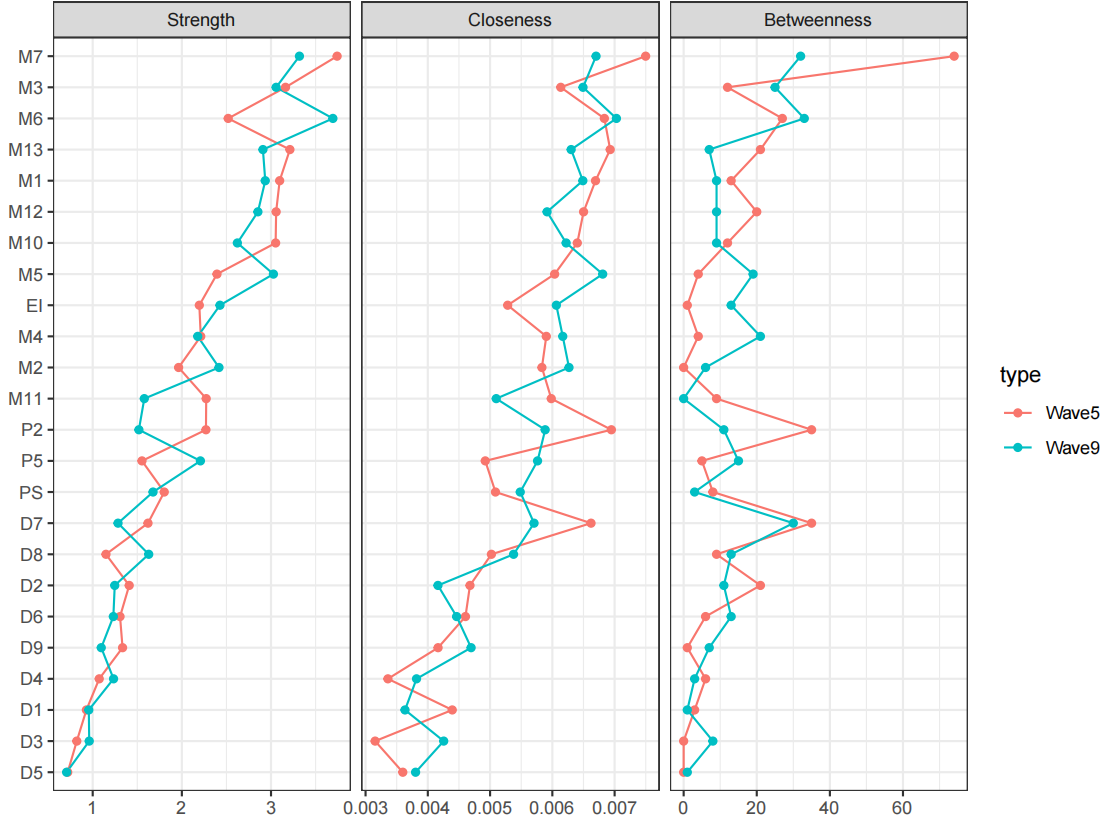 Strength Closeness Betweenness
M7
M3
M6
M13
M1
M12
M10
M5
EI
M4
M2
M11
P2
P5
PS
D7
D8
D2
D6
D9
D4
D1
D3
D5
type
Wave5
Wave9
1 2 3 0.003 0.004 0.005 0.006 0.007 0 20 40 60